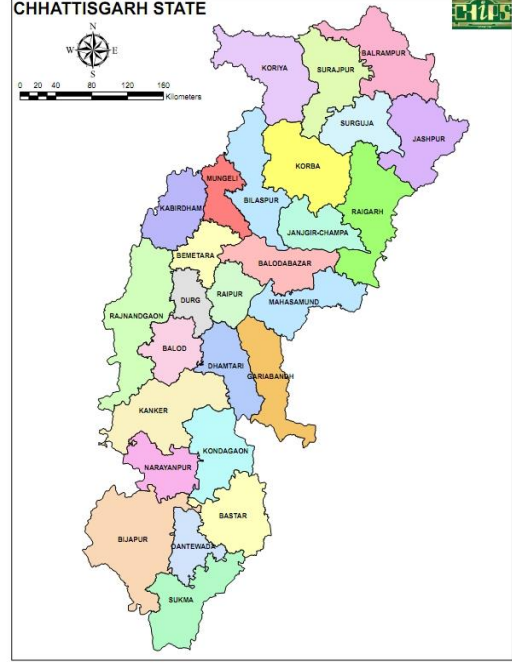 CHHATTISGARH STATE
CHiPS
N
W E
S
0 20 40 80 120 160
Kilometers
BALRAMPUR
KORIYA
SURAJPUR
SURGUJA
JASHPUR
KORBA
MUNGELI
BILASPUR
KABIRDHAM
RAIGARH
JANJGIR-CHAMPA
BEMETARA
BALODABAZAR
DURG
RAIPUR
MAHASAMUND
RAJNANDGAON
BALOD
DHAMTARI
GARIABANDH
KANKER
KONDAGAON
NARAYANPUR
BASTAR
BIJAPUR
DANTEWADA
SUKMA